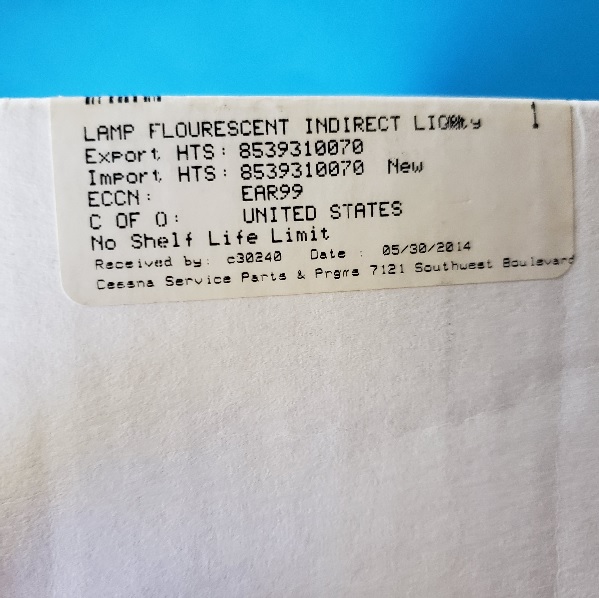 LAMP FLOURESCENT INDIRECT 1
Export HTS: 8539310070
Import HTS: 8539310070 New
ECCN: EAR99
C OF O: UNITED STATES
No Shelf Life Limit
Received by: c30240 Date : 05/30/2014
Cessna Service Parts & Prgms 7121 Southwest Boulevard